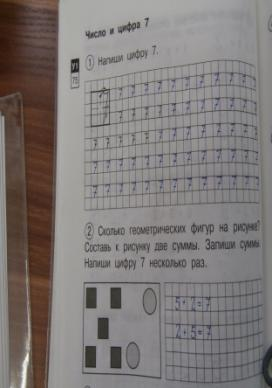 Число и цифра 7
У1
75
1 Напиши цифру 7.
7 7 7 7 7 7 7 7 7 7 7
7 7 7 7 7 7 7 7 7 7
7 7 7 7 7
7 7 7 7 7 7 7 7 7 7 7
7 7 7 7 7 7 7 7 7 7 7
7 7 7 7 7 7 7 7 7 7 7
2 Сколько геометрических фигур на рисунке?
Составь к рисунку две суммы. Запиши суммы.
Напиши цифру 7 несколько раз.
5 + 2 = 7
2 + 5 = 7